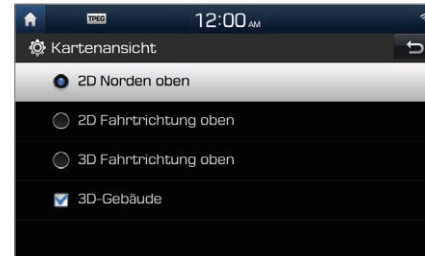 TPEG 12:00 AM
Kartenansicht
2D Norden oben
2D Fahrtrichtung oben
3D Fahrtrichtung oben
3D-Gebäude